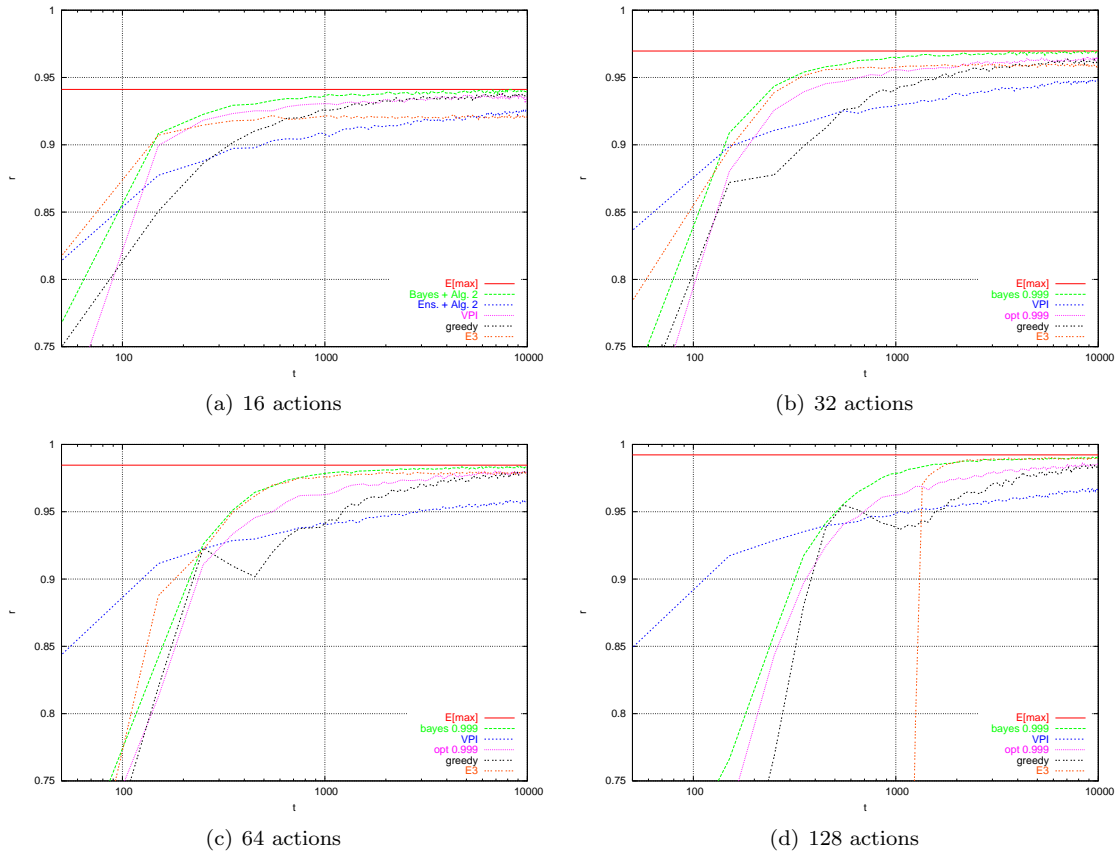 1
0.95
0.9
0.85
0.8
0.75
r
100
1000
10000
t
E[max]
Bayes + Alg. 2
Ens. + Alg. 2
VPI
greedy
E3
(a) 16 actions
1
0.95
0.9
0.85
0.8
0.75
r
100
1000
10000
t
E[max]
bayes 0.999
VPI
opt 0.999
greedy
E3
(b) 32 actions
1
0.95
0.9
0.85
0.8
0.75
r
100
1000
10000
t
E[max]
bayes 0.999
VPI
opt 0.999
greedy
E3
(c) 64 actions
1
0.95
0.9
0.85
0.8
0.75
r
100
1000
10000
t
E[max]
bayes 0.999
VPI
opt 0.999
greedy
E3
(d) 128 actions